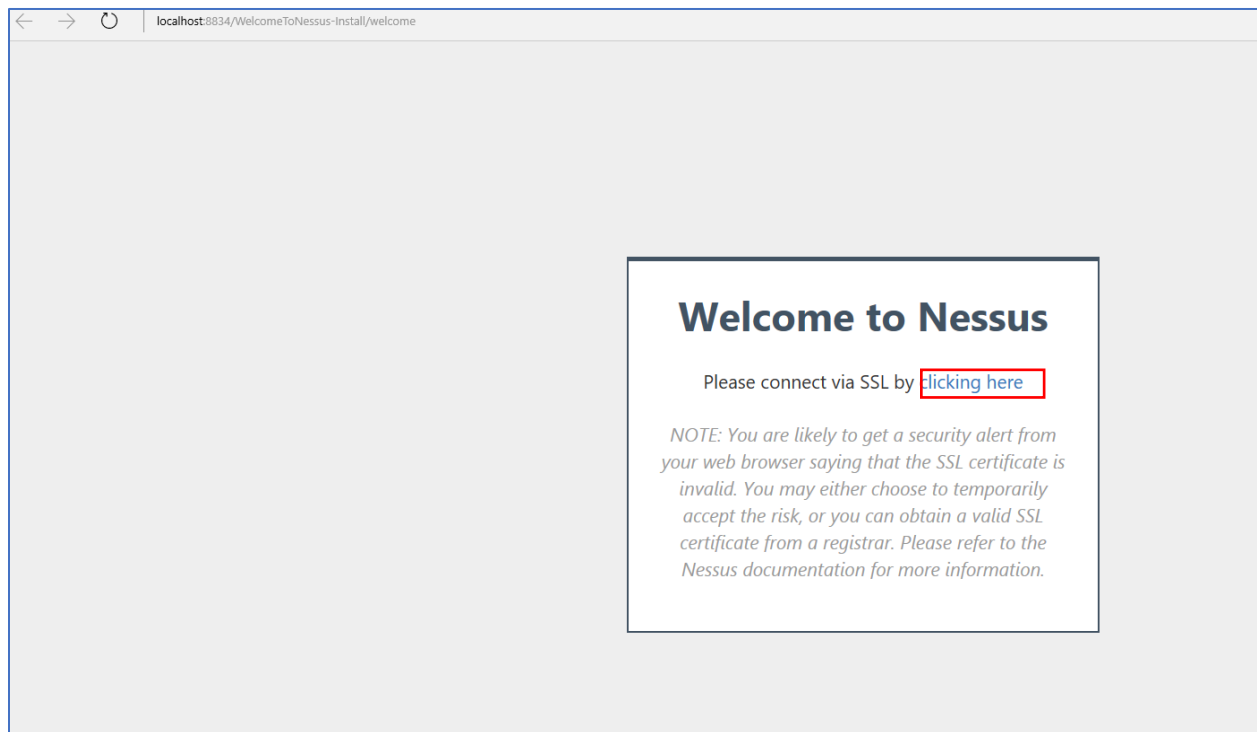 localhost:8834/WelcomeToNessus-Install/welcome
Welcome to Nessus
Please connect via SSL by clicking here
NOTE: You are likely to get a security alert from
your web browser saying that the SSL certificate is
invalid. You may either choose to temporarily
accept the risk, or you can obtain a valid SSL
certificate from a registrar. Please refer to the
Nessus documentation for more information.